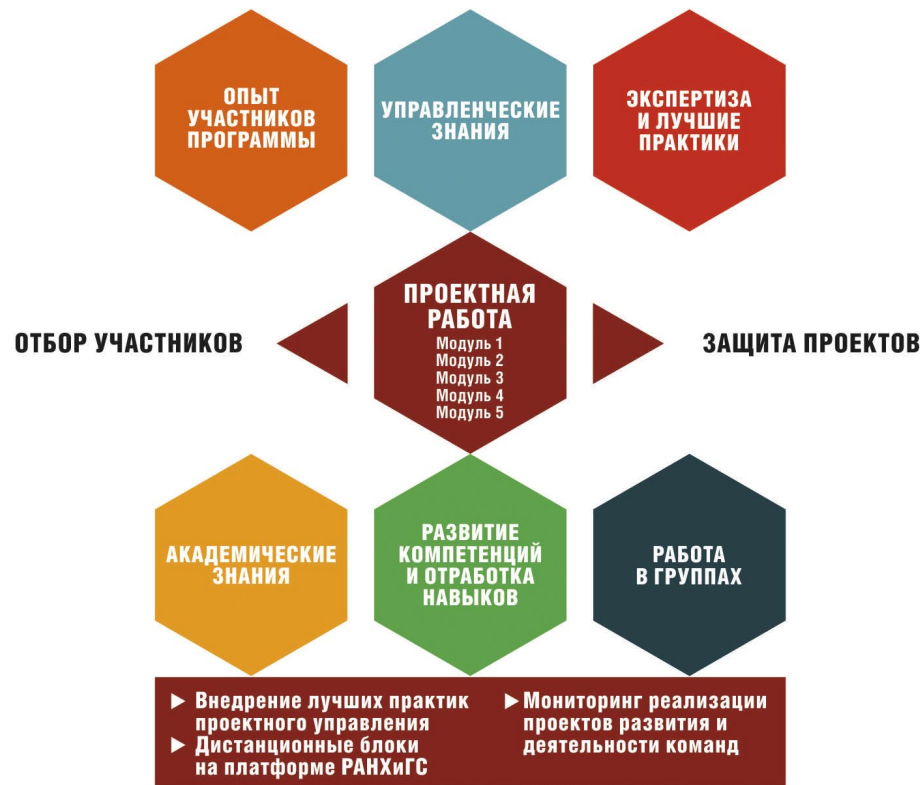 ОПЫТ
УЧАСТНИКОВ
ПРОГРАММЫ
УПРАВЛЕНЧЕСКИЕ
ЗНАНИЯ
ЭКСПЕРТИЗА
И ЛУЧШИЕ
ПРАКТИКИ
ОТБОР УЧАСТНИКОВ
ПРОЕКТНАЯ
РАБОТА
Модуль 1
Модуль 2
Модуль 3
Модуль 4
Модуль 5
ЗАЩИТА ПРОЕКТОВ
АКАДЕМИЧЕСКИЕ
ЗНАНИЯ
РАЗВИТИЕ
КОМПЕТЕНЦИЙ
И ОТРАБОТКА
НАВЫКОВ
РАБОТА
В ГРУППАХ
▶ Внедрение лучших практик
проектного управления
▶ Дистанционные блоки
на платформе РАНХиГС
▶ Мониторинг реализации
проектов развития и
деятельности команд